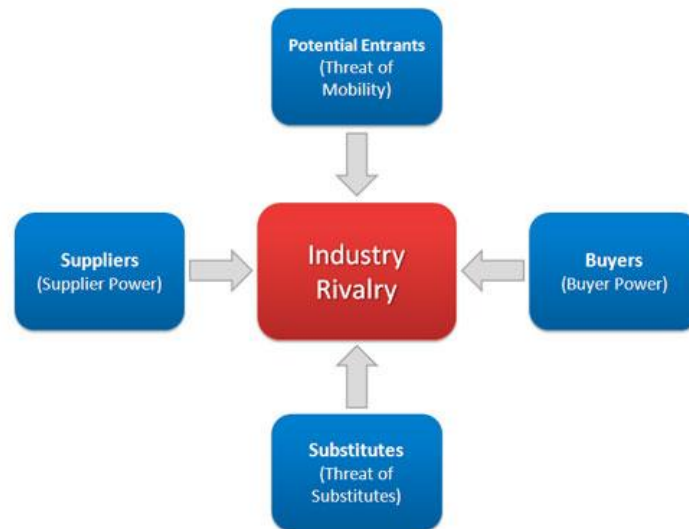 Potential Entrants
(Threat of
Mobility)
Suppliers
(Supplier Power)
Industry
Rivalry
Buyers
(Buyer Power)
Substitutes
(Threat of
Substitutes)